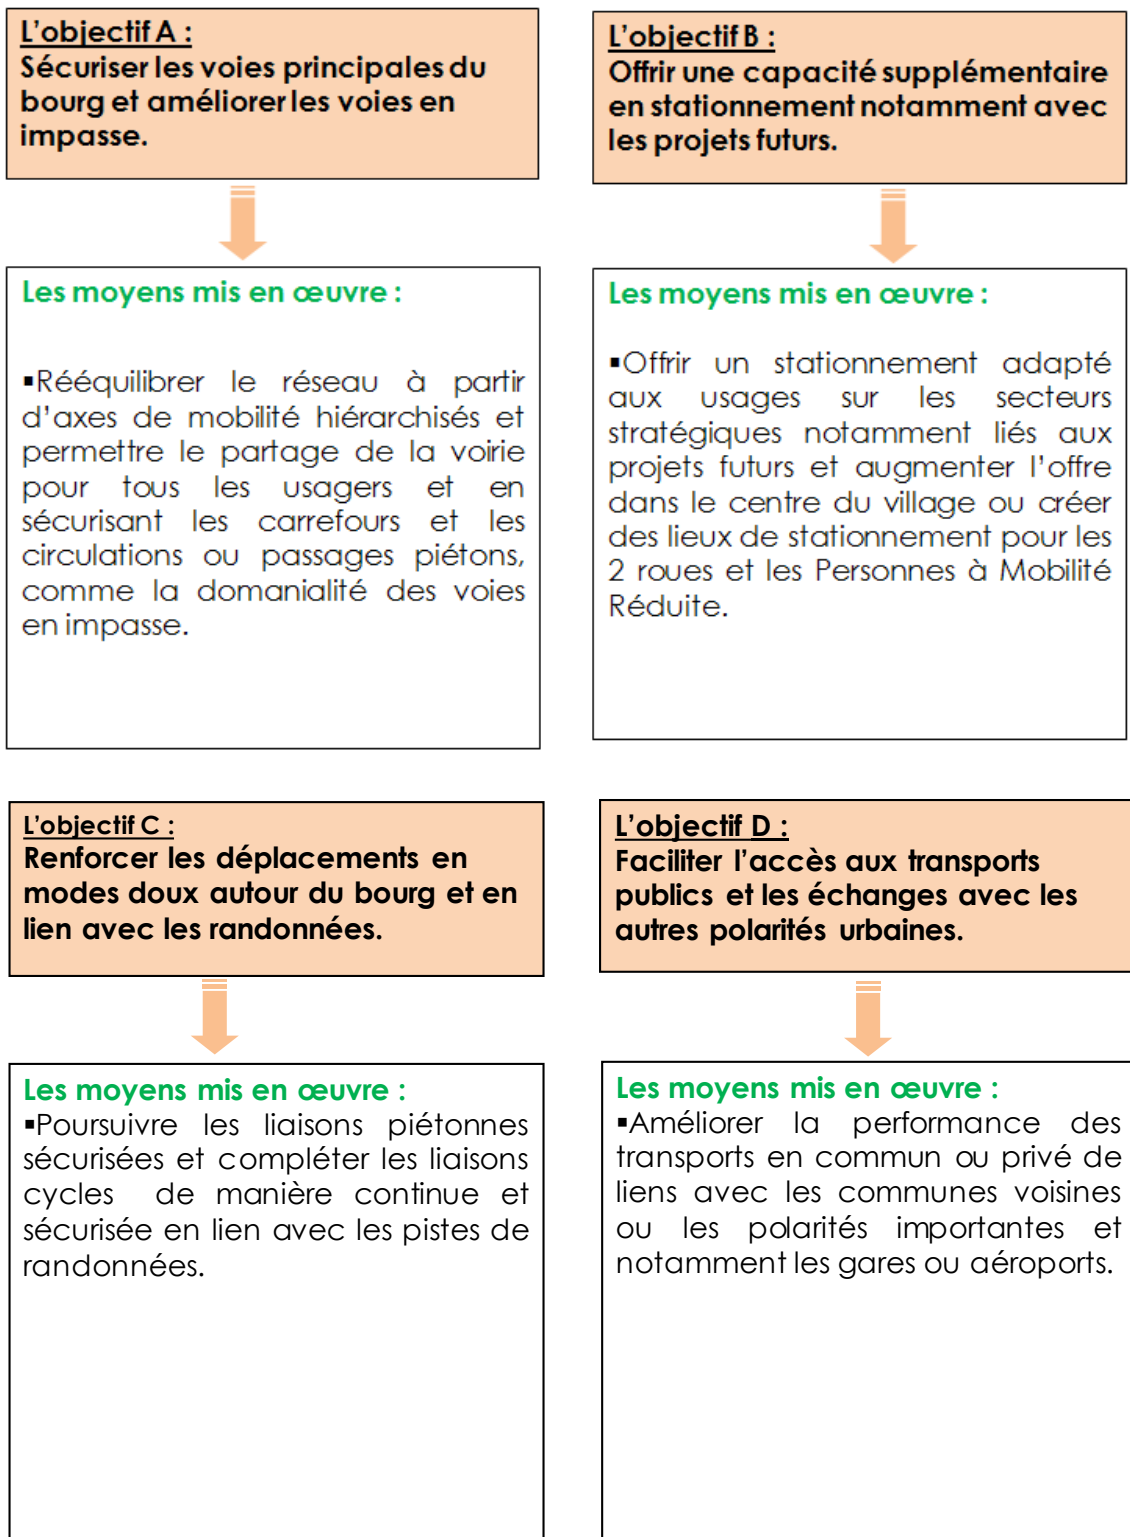 L'objectif A :
Sécuriser les voies principales du
bourg et améliorer les voies en
impasse.
Les moyens mis en œuvre :
▪Rééquilibrer le réseau à partir
d'axes de mobilité hiérarchisés et
permettre le partage de la voirie
pour tous les usagers et en
sécurisant les carrefours et les
circulations ou passages piétons,
comme la domanialité des voies
en impasse.
L'objectif B :
Offrir une capacité supplémentaire
en stationnement notamment avec
les projets futurs.
Les moyens mis en œuvre :
▪Offrir un stationnement adapté
aux usages sur les secteurs
stratégiques notamment liés aux
projets futurs et augmenter l'offre
dans le centre du village ou créer
des lieux de stationnement pour les
2 roues et les Personnes à Mobilité
Réduite.
L'objectif C :
Renforcer les déplacements en
modes doux autour du bourg et en
lien avec les randonnées.
Les moyens mis en œuvre :
▪Poursuivre les liaisons piétonnes
sécurisées et compléter les liaisons
cycles de manière continue et
sécurisée en lien avec les pistes de
randonnées.
L'objectif D :
Faciliter l'accès aux transports
publics et les échanges avec les
autres polarités urbaines.
Les moyens mis en œuvre :
▪Améliorer la performance des
transports en commun ou privé de
liens avec les communes voisines
ou les polarités importantes et
notamment les gares ou aéroports.